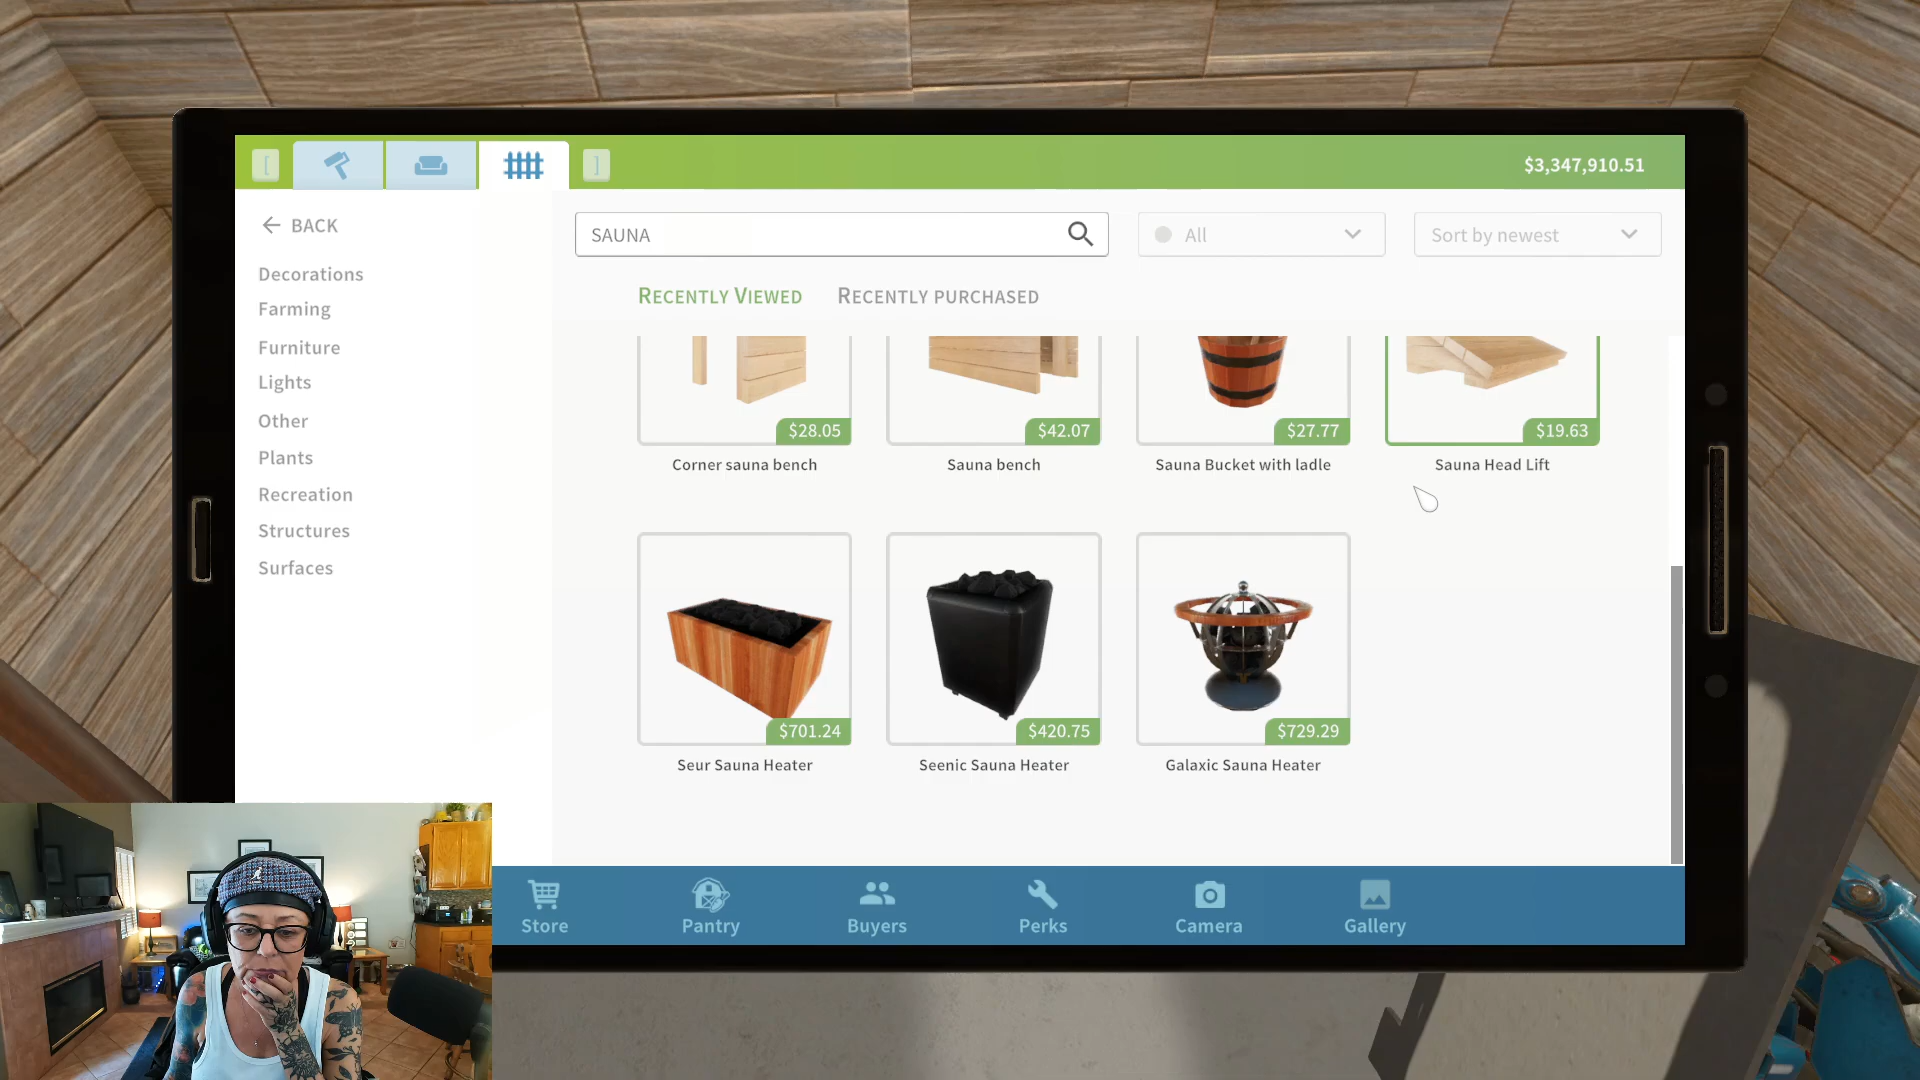 [
]
$3,347,910.51
BACK
SAUNA
All
Sort by newest
Decorations
Farming
Furniture
Lights
Other
Plants
Recreation
Structures
Surfaces
RECENTLY VIEWED
RECENTLY PURCHASED
$28.05
$42.07
$27.77
$19.63
Corner sauna bench
Sauna bench
Sauna Bucket with ladle
Sauna Head Lift
$701.24
$420.75
$729.29
Seur Sauna Heater
Seenic Sauna Heater
Galaxic Sauna Heater
Store
Pantry
Buyers
Perks
Camera
Gallery